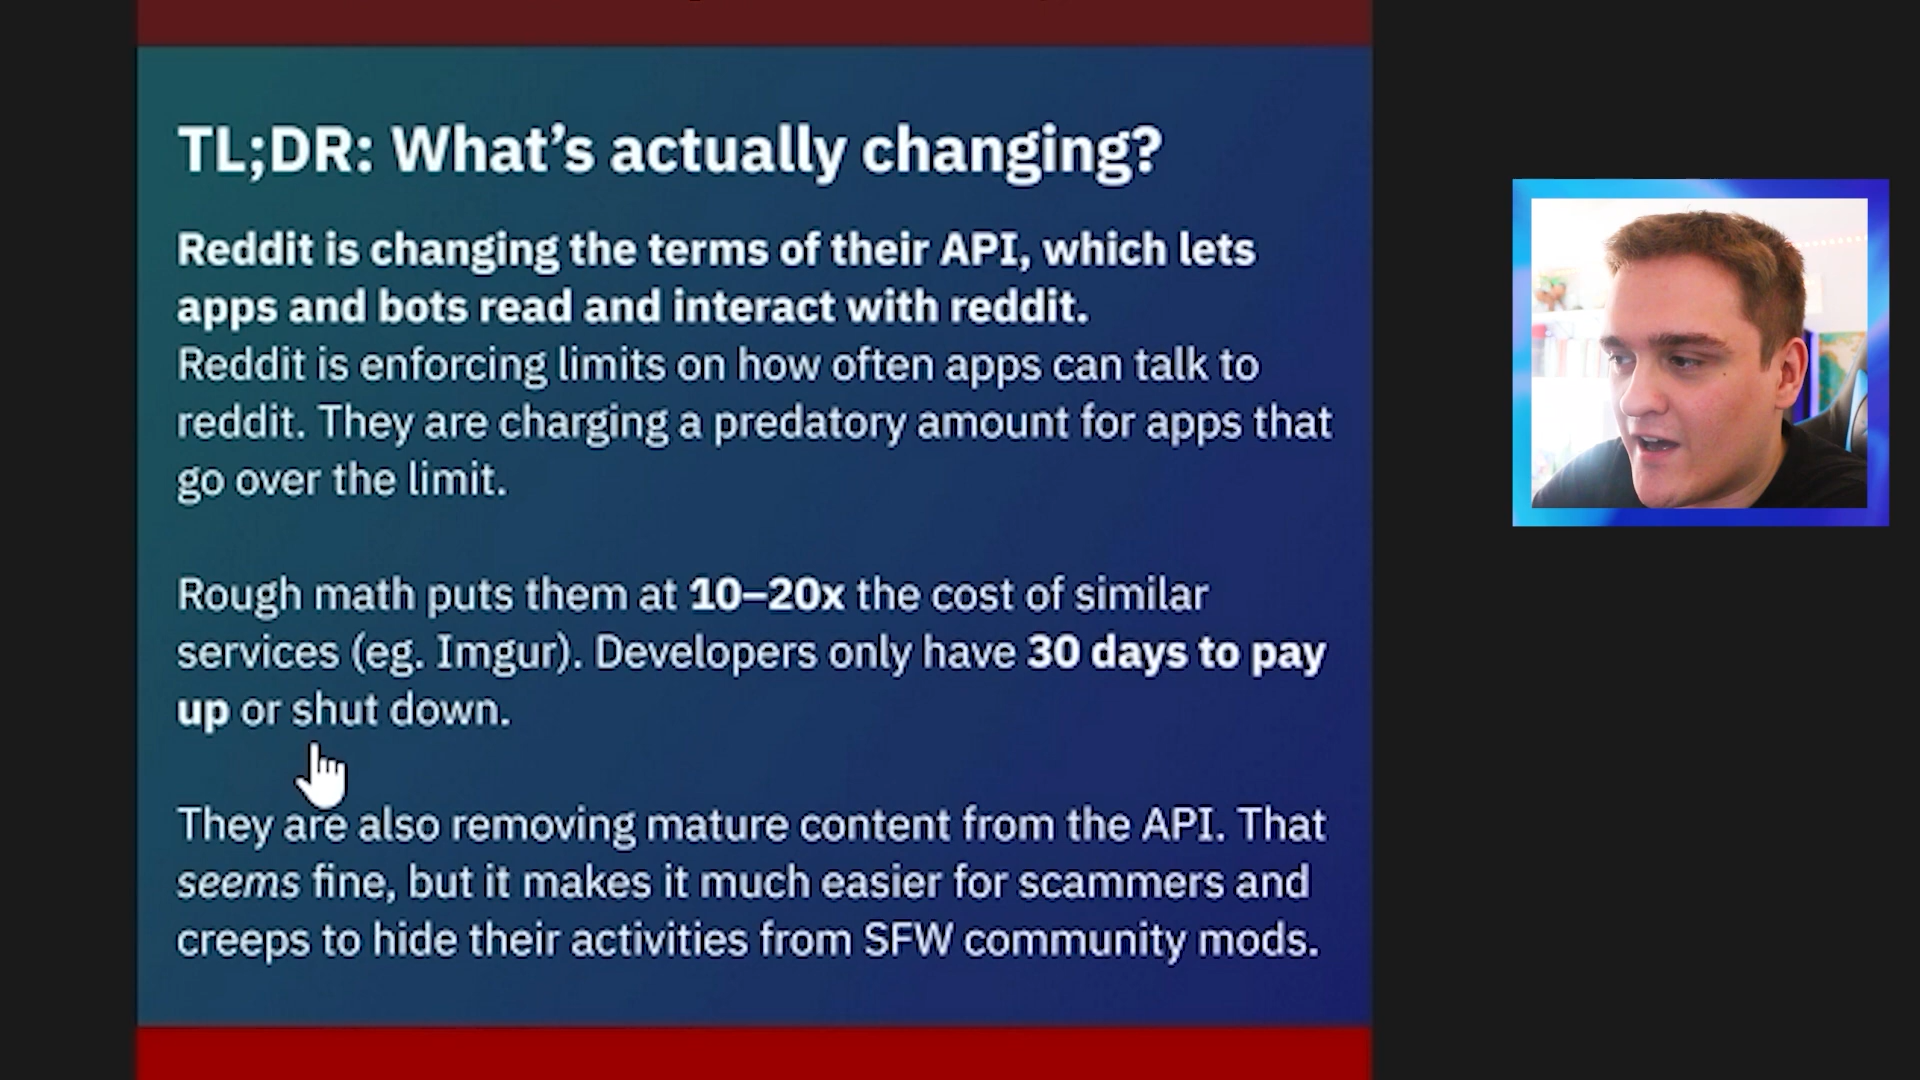 TL;DR: What’s actually changing?
Reddit is changing the terms of their API, which lets
apps and bots read and interact with reddit.
Reddit is enforcing limits on how often apps can talk to
reddit. They are charging a predatory amount for apps that
go over the limit.
Rough math puts them at 10–20x the cost of similar
services (eg. Imgur). Developers only have 30 days to pay
up or shut down.
They are also removing mature content from the API. That
seems fine, but it makes it much easier for scammers and
creeps to hide their activities from SFW community mods.